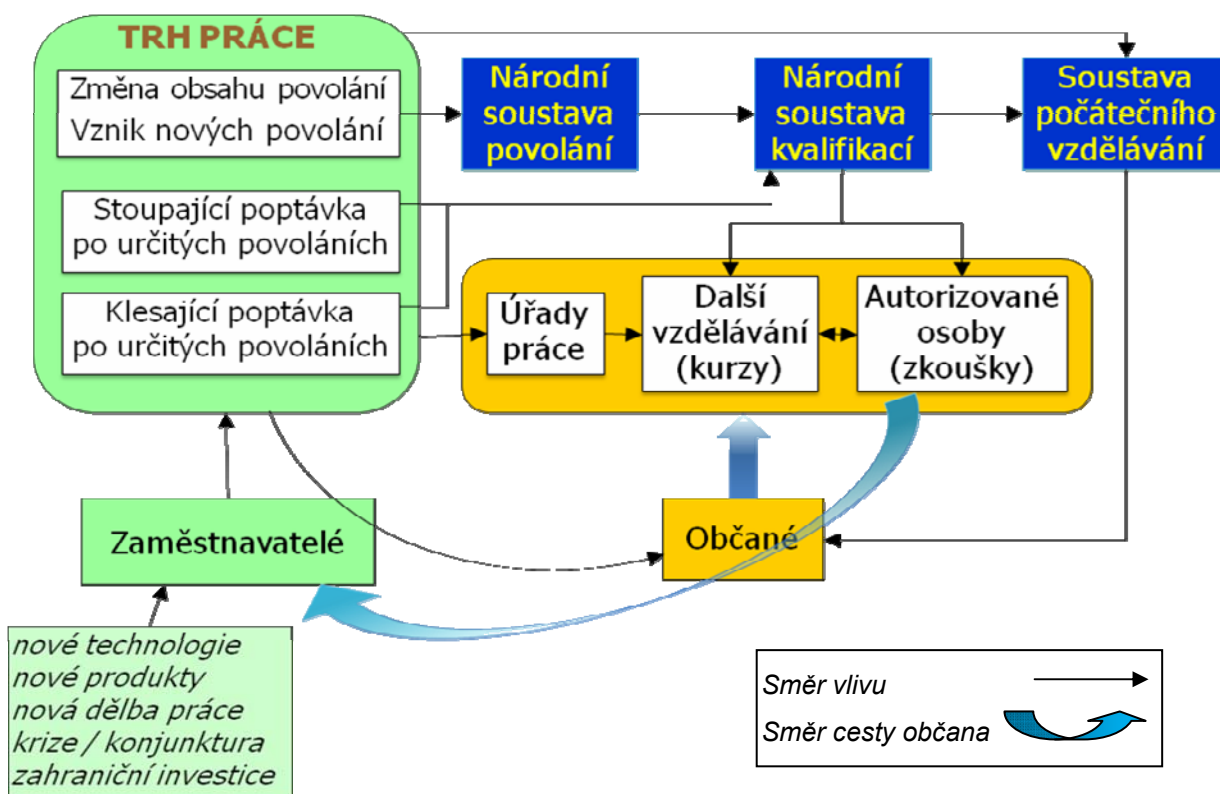 TRH PRÁCE
Změna obsahu povolání
Vznik nových povolání
Stoupající poptávka
po určitých povoláních
Klesající poptávka
po určitých povoláních
Národní
soustava
povolání
Národní
soustava
kvalifikací
Soustava
počátečního
vzdělávání
Úřady
práce
Další
vzdělávání
(kurzy)
Autorizované
osoby
(zkoušky)
Zaměstnavatelé
Občané
nové technologie
nové produkty
nová dělba práce
krize / konjunktura
zahraniční investice
Směr vlivu
Směr cesty občana